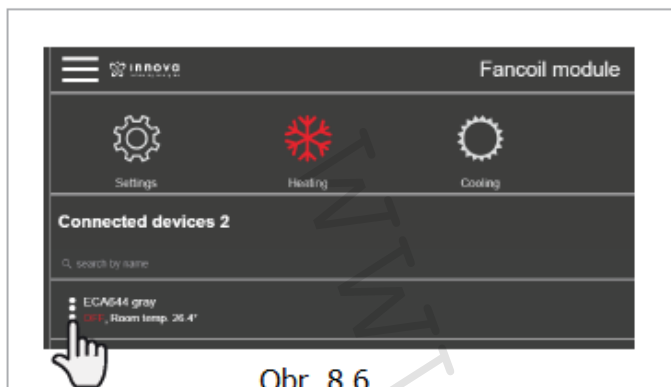 innova
Fancoil module
Settings
Heating
Cooling
Connected devices 2
search by name
ECA644 gray
OFF, Room temp. 26.4°
Obr. 8.6
WWW